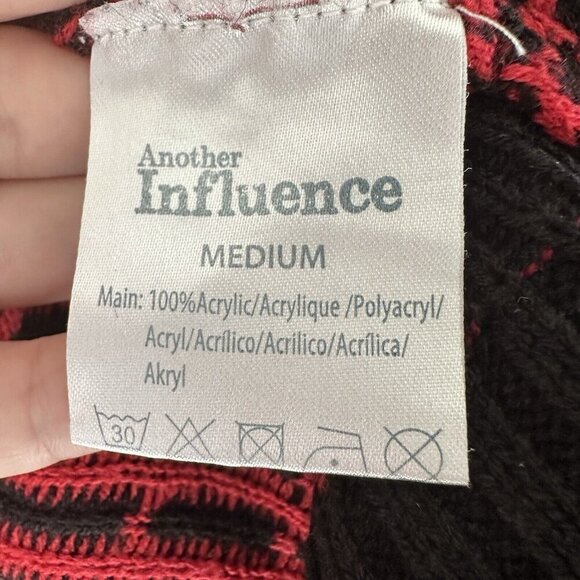 Another
Influence
MEDIUM
Main: 100%Acrylic/Acrylique /Polyacryl/
Acryl/Acrílico/Acrilico/Acrílica/
Akryl
30